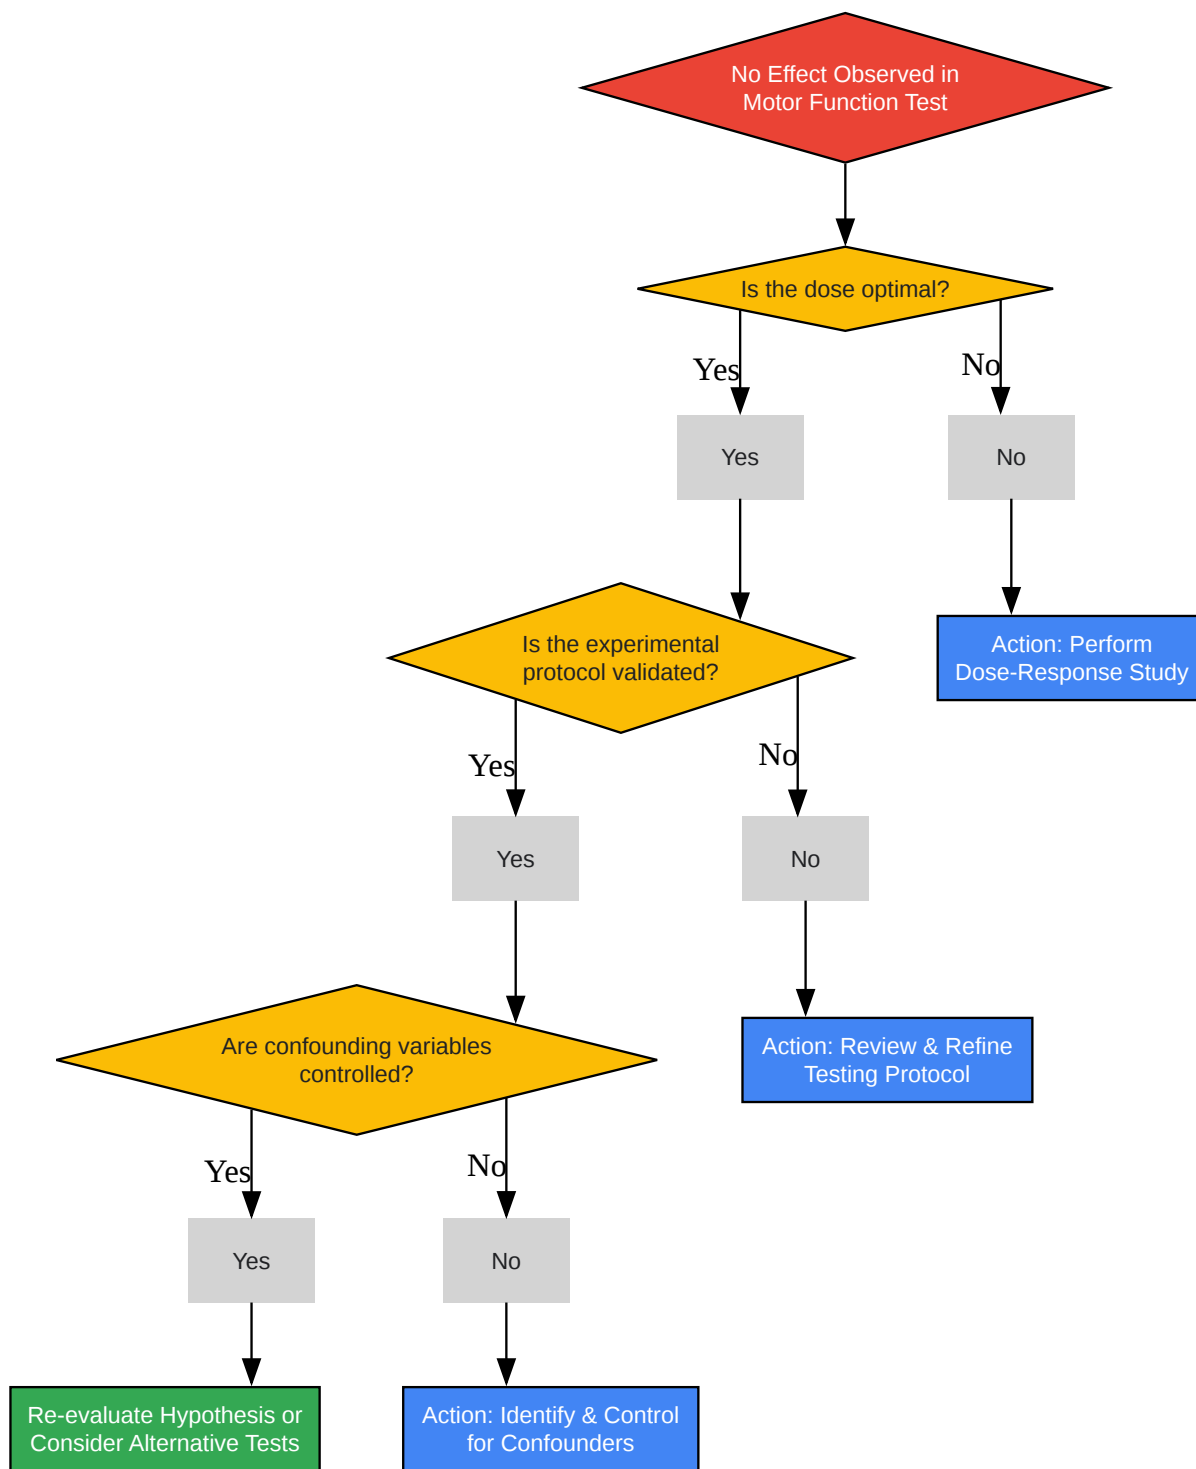 No Effect Observed in
Motor Function Test
Is the dose optimal?
Yes
No
Yes
No
Is the experimental
protocol validated?
Action: Perform
Dose-Response Study
Yes
No
Yes
No
Are confounding variables
controlled?
Action: Review & Refine
Testing Protocol
Yes
No
Yes
No
Re-evaluate Hypothesis or
Consider Alternative Tests
Action: Identify & Control
for Confounders